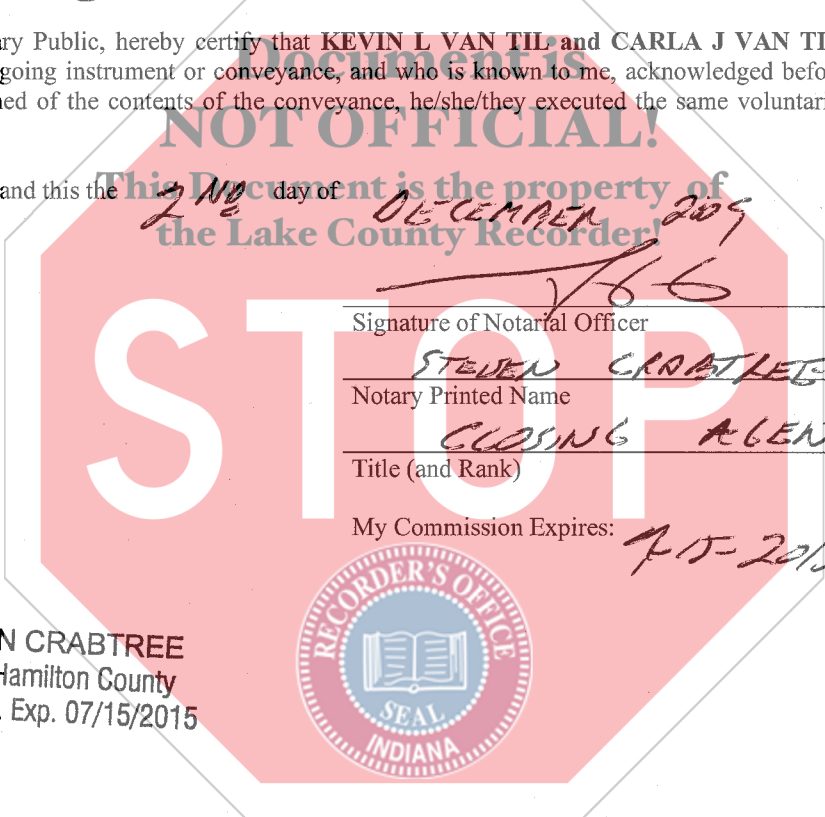 ry Public, hereby certify that KEVIN L VAN TIL and CARLA J VAN TI
going instrument or conveyance, and who is known to me, acknowledged befo
ned of the contents of the conveyance, he/she/they executed the same voluntari
Document is
NOT OFFICIAL!
This Document is the property of
the Lake County Recorder!
STOP
and this the 2ND day of DECEMBER 2009
Signature of Notarial Officer
STEVEN CRABTREE
Notary Printed Name
CLOSING AGEN
Title (and Rank)
My Commission Expires: 7-15-201
RECORDER'S OFFICE
SEAL
INDIANA
N CRABTREE
Hamilton County
. Exp. 07/15/2015